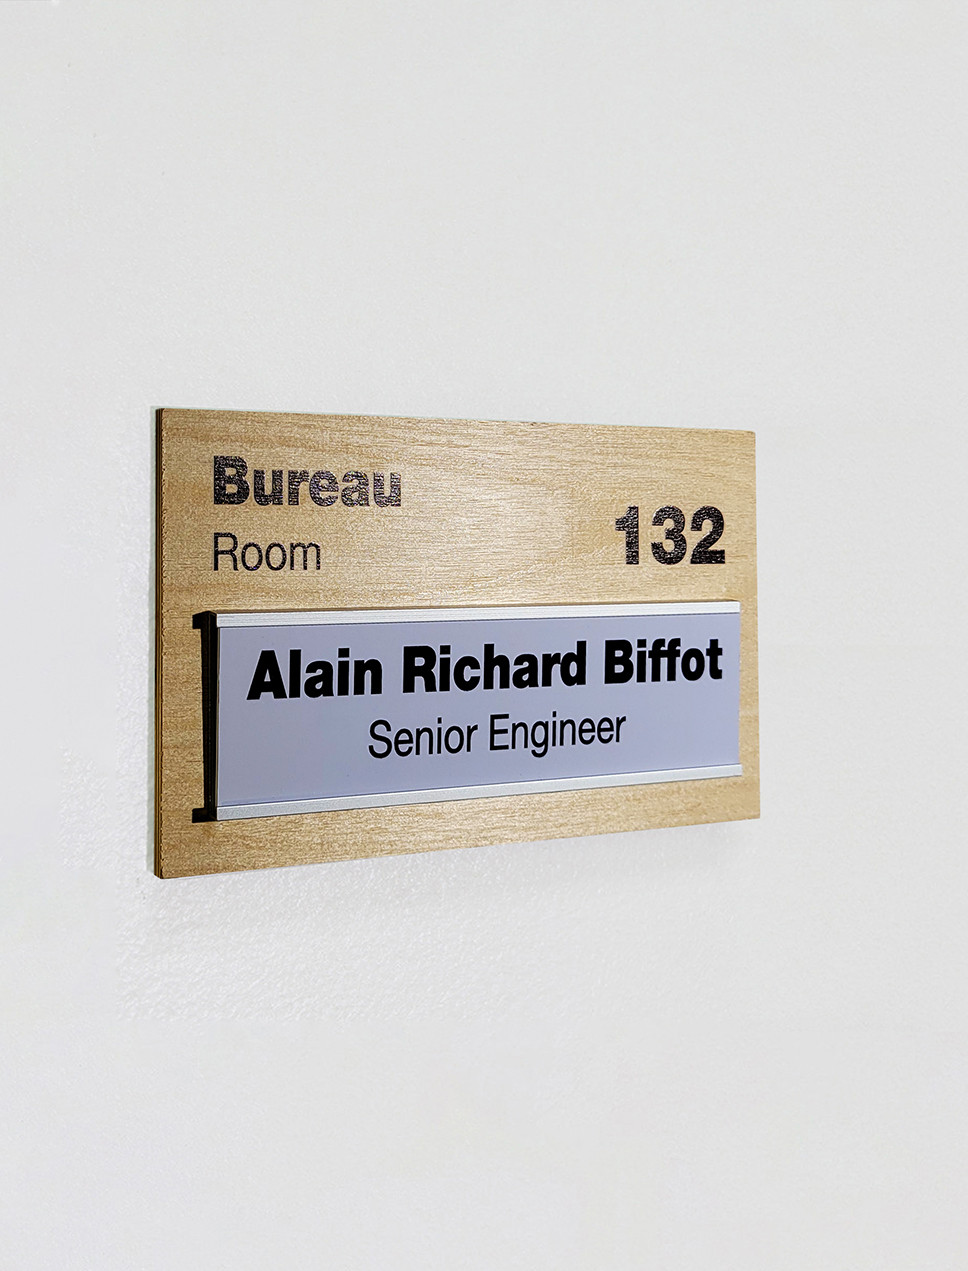 Bureau
Room
132
Alain Richard Biffot
Senior Engineer